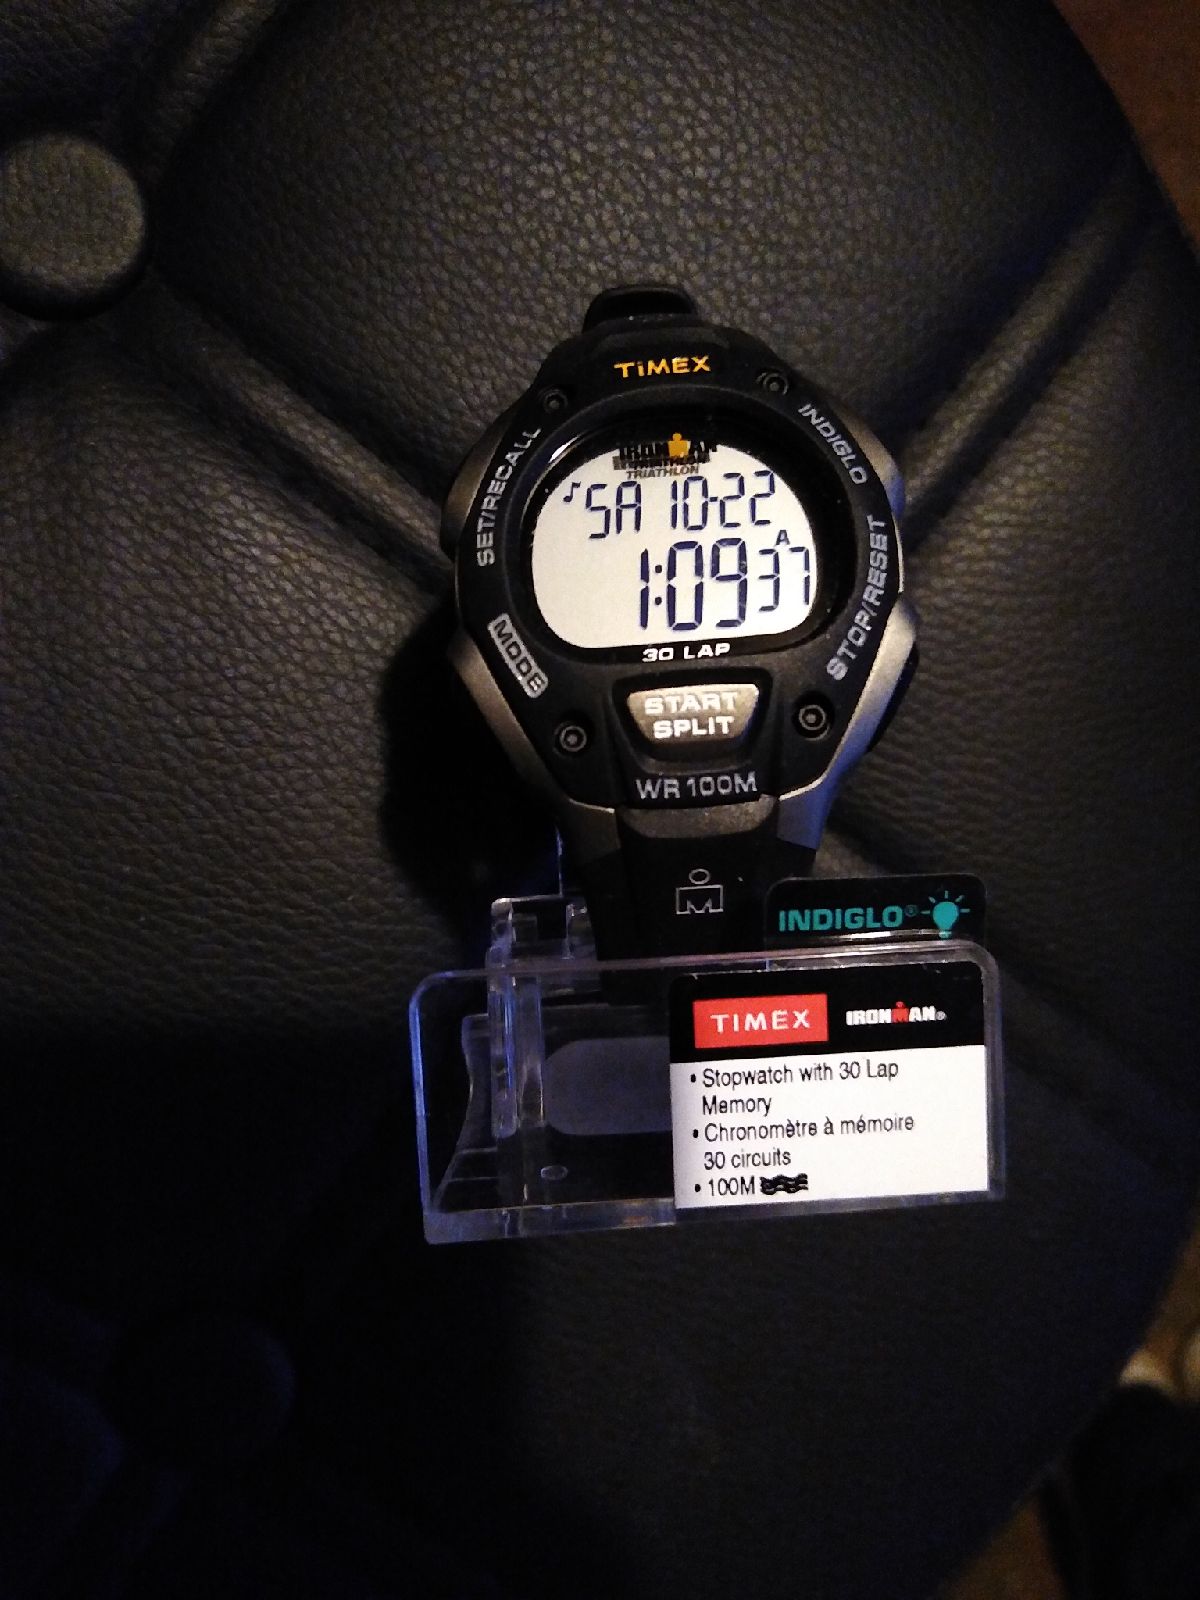 TIMEX
INDIGLO
SET/RECALL
IRONMAN
TRIATHLON
SA 10-22
A
1:09 37
STOP/RESET
MODE
30 LAP
START
SPLIT
WR 100M
INDIGLO®
TIMEX IRONMAN®
• Stopwatch with 30 Lap
Memory
• Chronomètre à mémoire
30 circuits
• 100M